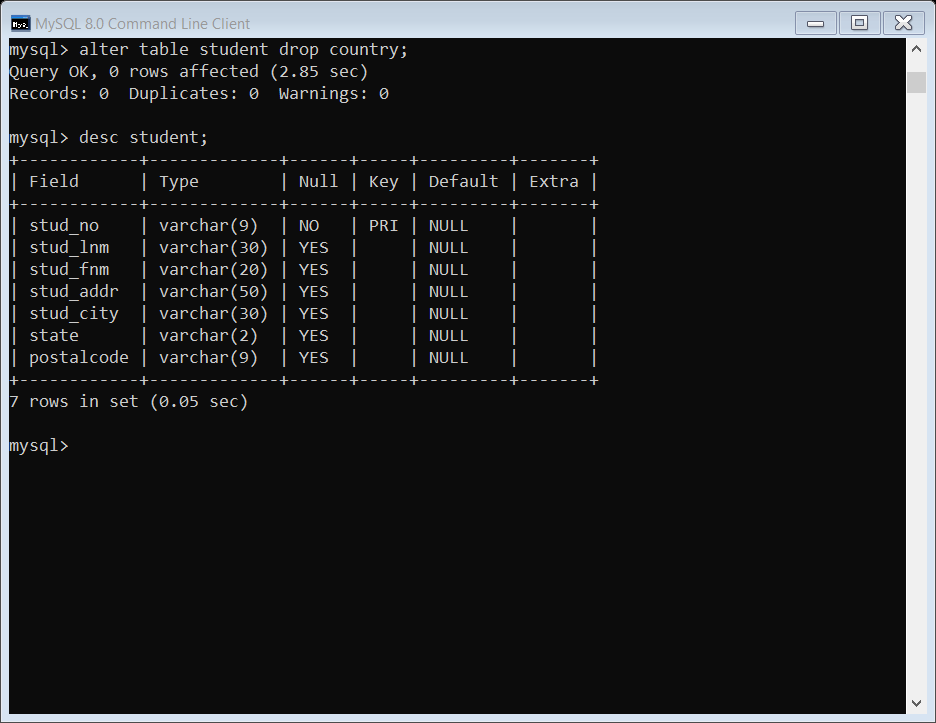 MySQL 8.0 Command Line Client
mysql> alter table student drop country;
Query OK, 0 rows affected (2.85 sec)
Records: 0  Duplicates: 0  Warnings: 0
mysql> desc student;
+------------+-------------+------+-----+---------+-------+
| Field      | Type        | Null | Key | Default | Extra |
+------------+-------------+------+-----+---------+-------+
| stud_no    | varchar(9)  | NO   | PRI | NULL    |       |
| stud_lnm   | varchar(30) | YES  |     | NULL    |       |
| stud_fnm   | varchar(20) | YES  |     | NULL    |       |
| stud_addr  | varchar(50) | YES  |     | NULL    |       |
| stud_city  | varchar(30) | YES  |     | NULL    |       |
| state      | varchar(2)  | YES  |     | NULL    |       |
| postalcode | varchar(9)  | YES  |     | NULL    |       |
+------------+-------------+------+-----+---------+-------+
7 rows in set (0.05 sec)
mysql>